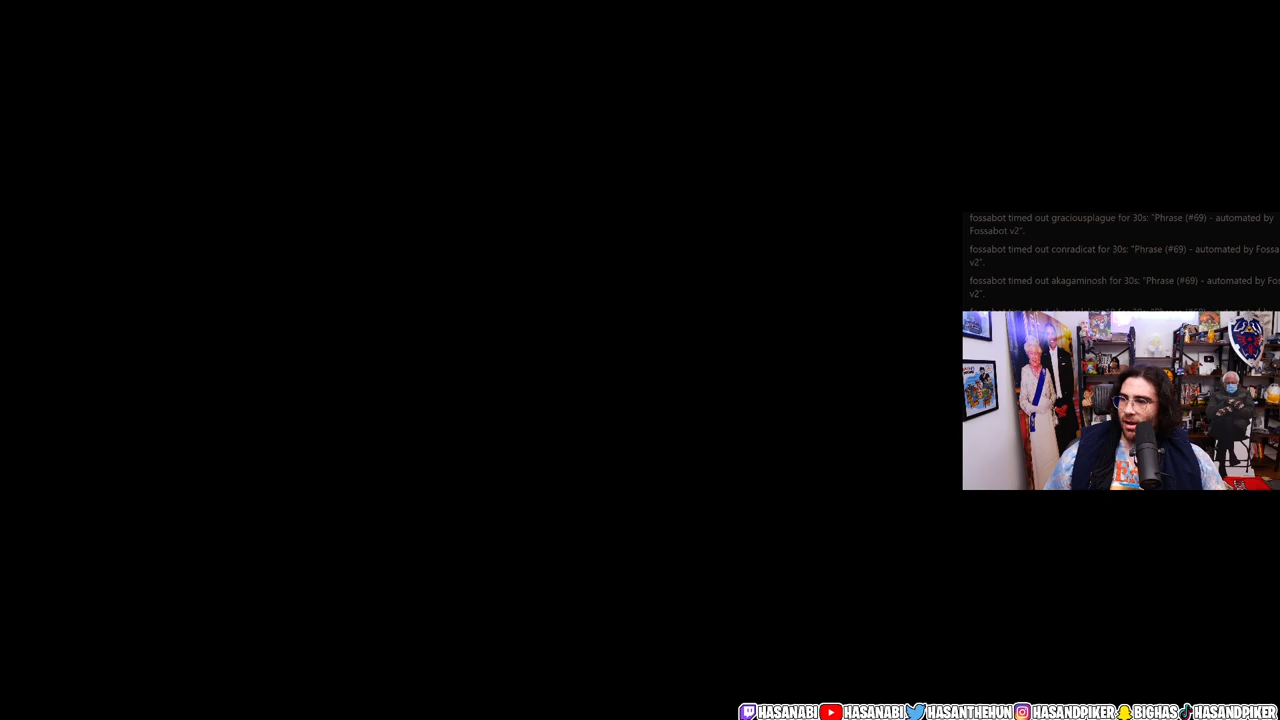 fossabot timed out graciousplague for 30s: "Phrase (#69) - automated by
Fossabot v2".
fossabot timed out conradicat for 30s: "Phrase (#69) - automated by Fossa
v2".
fossabot timed out akagaminosh for 30s: "Phrase (#69) - automated by Fos
v2".
HASANABI HASANABI HASANTHEHUN HASANDPIKER BIGHAS HASANDPIKER